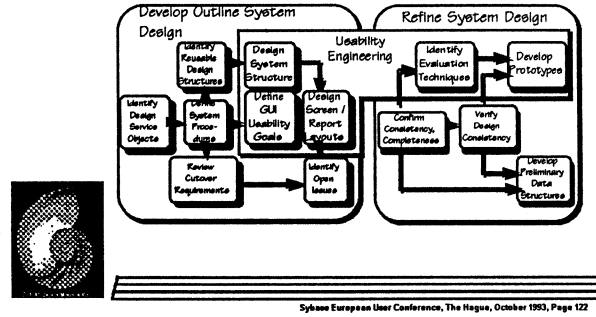 Develop Outline System
Design
Refine System Design
Usability
Engineering
Identify
Reusable
Design
Structures
Design
System
Structure
Identify
Evaluation
Techniques
Develop
Prototypes
Identify
Design
Service
Objects
Define
System
Proce-
dures
Define
GUI
Usability
Goals
Design
Screen /
Report
Layouts
Confirm
Consistency,
Completeness
Verify
Design
Consistency
Review
Cutover
Requirements
Identify
Open
Issues
Develop
Preliminary
Data
Structures
Sybase European User Conference, The Hague, October 1993, Page 122